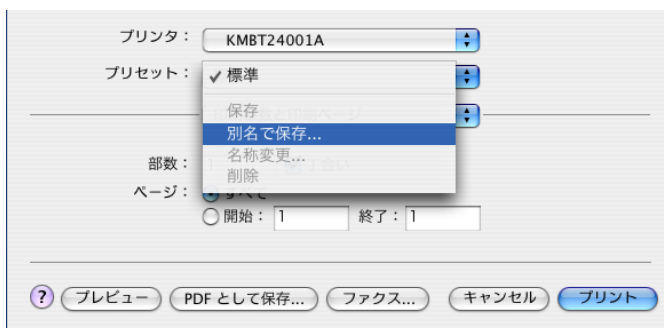 プリンタ： KMBT24001A
プリセット： ✓ 標準
保存
別名で保存...
名称変更...
削除
部数：
ページ： すべて
開始： 1 終了： 1
? プレビュー PDF として保存... ファクス... キャンセル プリント